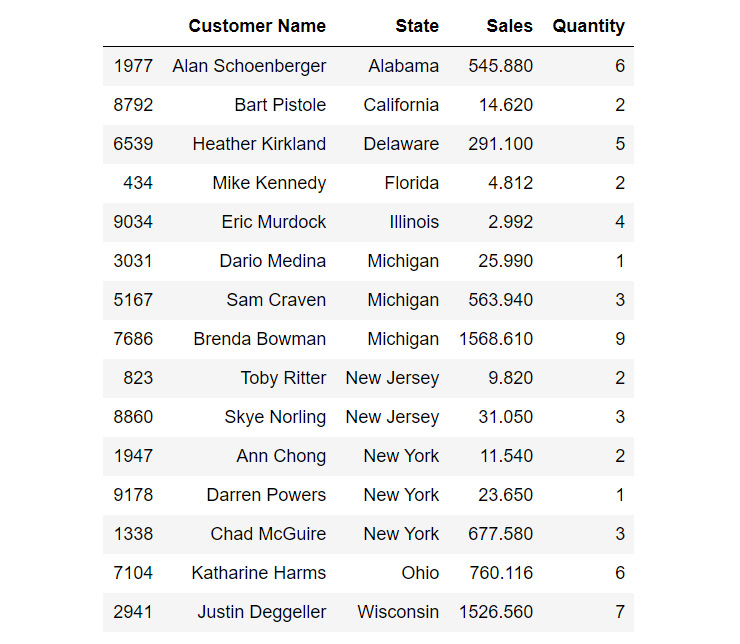 Customer Name State Sales Quantity
1977 Alan Schoenberger Alabama 545.880 6
8792 Bart Pistole California 14.620 2
6539 Heather Kirkland Delaware 291.100 5
434 Mike Kennedy Florida 4.812 2
9034 Eric Murdock Illinois 2.992 4
3031 Dario Medina Michigan 25.990 1
5167 Sam Craven Michigan 563.940 3
7686 Brenda Bowman Michigan 1568.610 9
823 Toby Ritter New Jersey 9.820 2
8860 Skye Norling New Jersey 31.050 3
1947 Ann Chong New York 11.540 2
9178 Darren Powers New York 23.650 1
1338 Chad McGuire New York 677.580 3
7104 Katharine Harms Ohio 760.116 6
2941 Justin Deggeller Wisconsin 1526.560 7